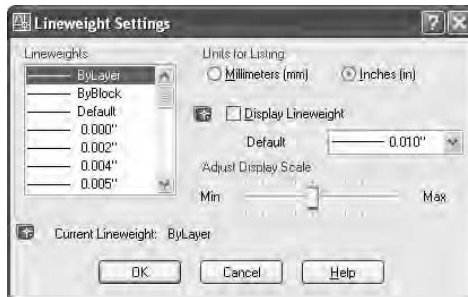 Lineweight Settings
Lineweights
ByLayer
ByBlock
Default
0.000"
0.002"
0.004"
0.005"
Units for Listing
Millimeters (mm) Inches (in)
Display Lineweight
Default 0.010"
Adjust Display Scale
Min Max
Current Lineweight: ByLayer
OK Cancel Help